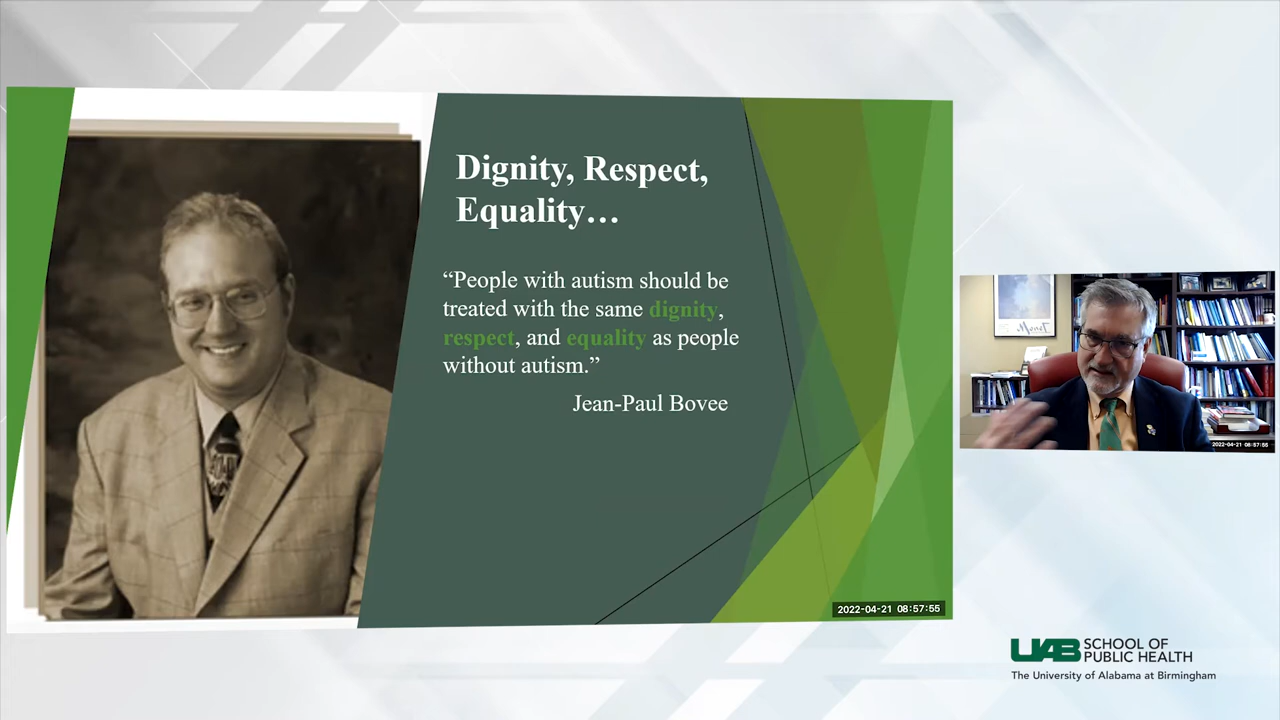 Dignity, Respect,
Equality…
“People with autism should be
treated with the same dignity,
respect, and equality as people
without autism.”
Jean-Paul Bovee
2022-04-21 08:57:55
2022-04-21 08:57:55
UAB SCHOOL OF
PUBLIC HEALTH
The University of Alabama at Birmingham